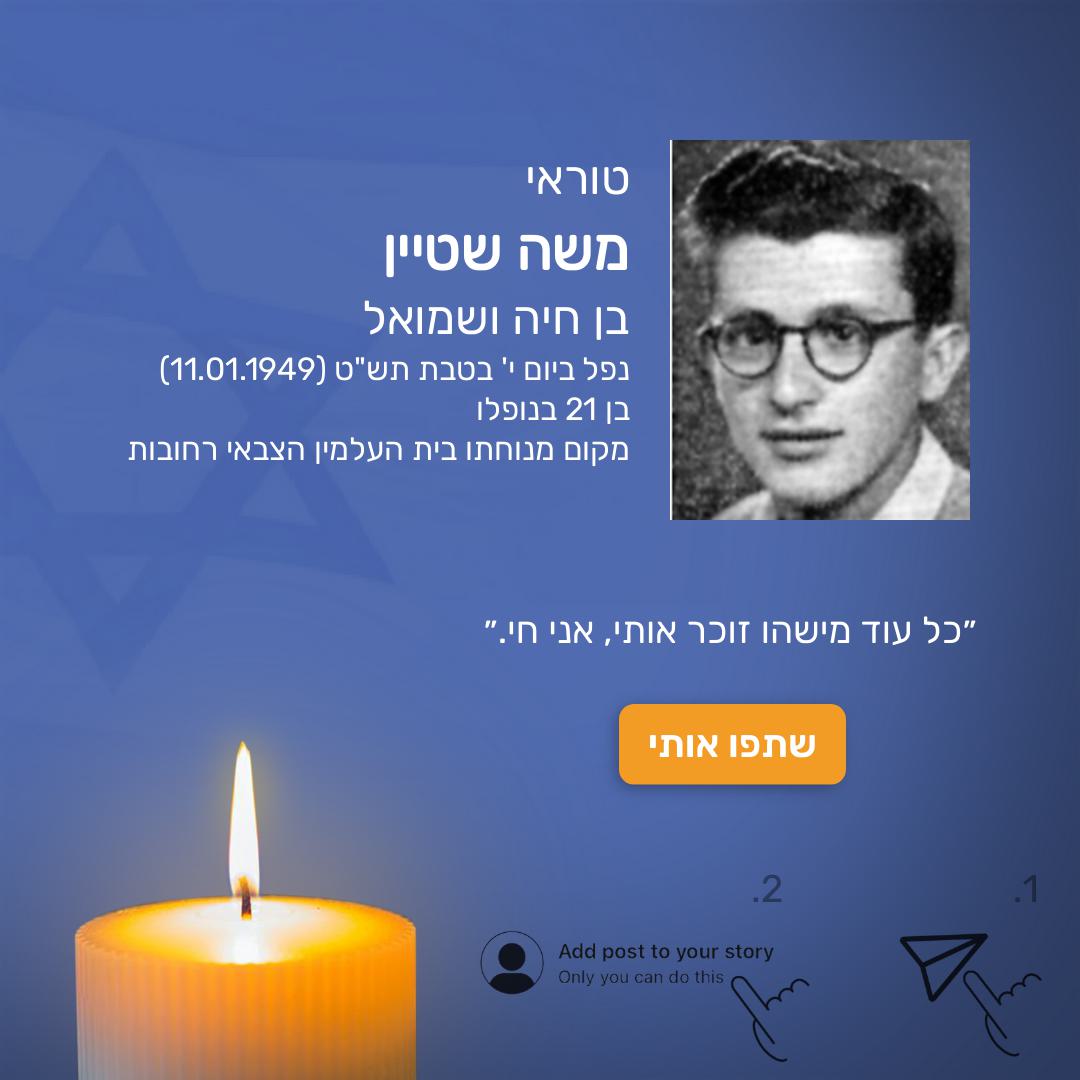 טוראי
משה שטיין
בן חיה ושמואל
נפל ביום י' בטבת תש"ט (11.01.1949)
בן 21 בנופלו
מקום מנוחתו בית העלמין הצבאי רחובות
״כל עוד מישהו זוכר אותי, אני חי.״
שתפו אותי
1.
2.
Add post to your story
Only you can do this